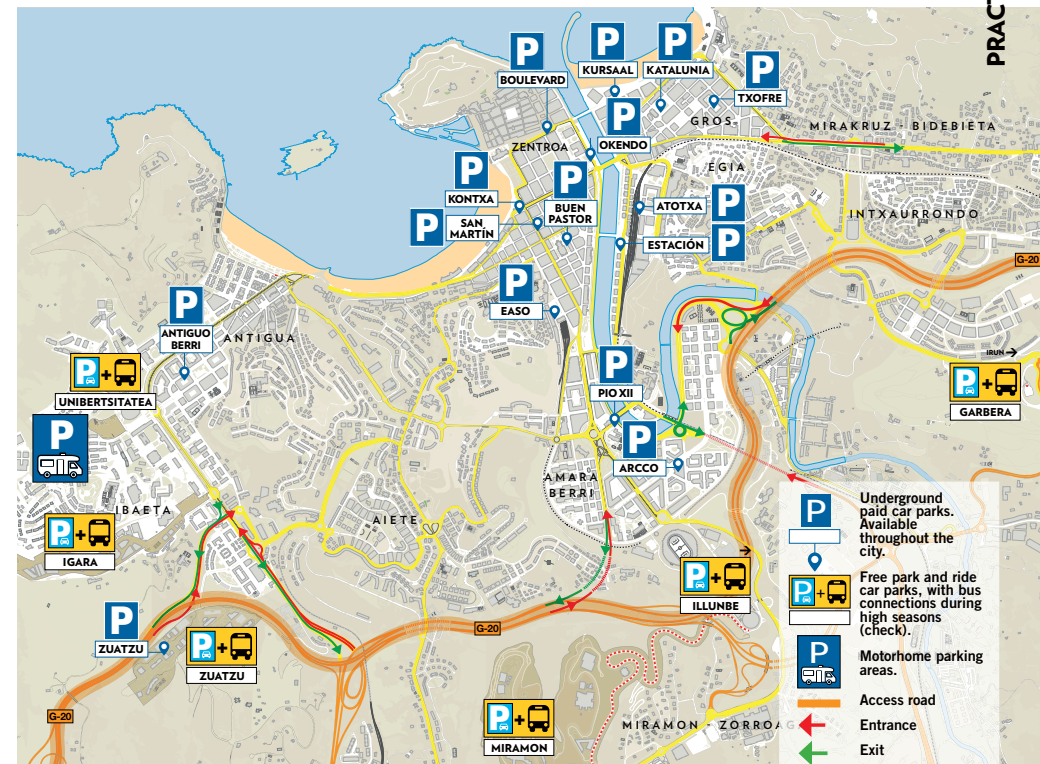 PRACT
P
BOULEVARD
P
KURSAAL
P
KATALUNIA
P
TXOFRE
GROS
MIRAKRUZ - BIDEBIETA
P
OKENDO
ZENTROA
EGIA
P
KONTXA
P
BUEN
PASTOR
P
SAN
MARTÍN
ATOTXA
P
ESTACIÓN
P
INTXAURRONDO
G-20
P
EASO
P
ANTIGUO
BERRI
ANTIGUA
P+
UNIBERTSITATEA
P
PIO XII
IRUN
P+
GARBERA
P
P
ARCCO
AMARA
BERRI
IBAETA
AIETE
P+
IGARA
P+
ILLUNBE
P
ZUATZU
P+
ZUATZU
G-20
G-20
P+
MIRAMON
MIRAMON - ZORROAG
P
Underground
paid car parks.
Available
throughout the
city.
P+
Free park and ride
car parks, with bus
connections during
high seasons
(check).
P
Motorhome parking
areas.
Access road
Entrance
Exit